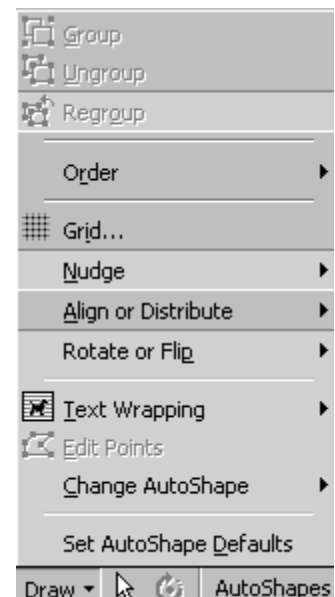 Group
Ungroup
Regroup
Order
Grid...
Nudge
Align or Distribute
Rotate or Flip
Text Wrapping
Edit Points
Change AutoShape
Set AutoShape Defaults
Draw AutoShapes